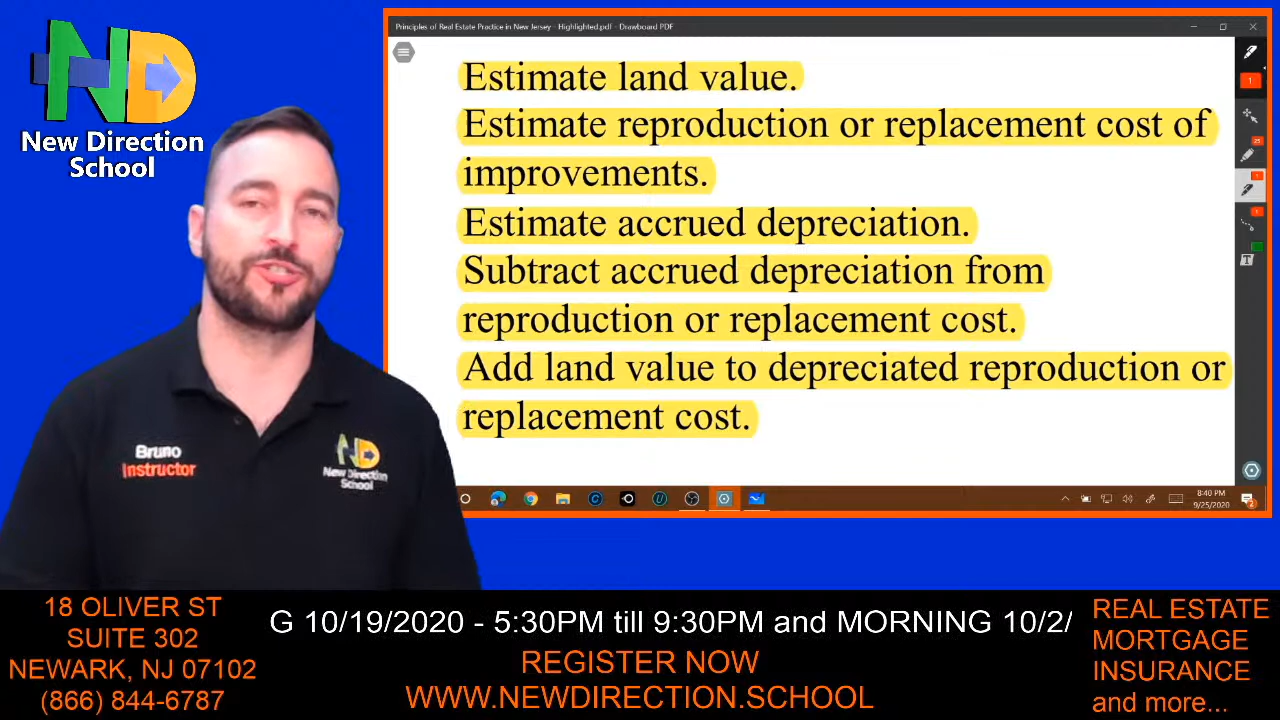 ND
New Direction
School
Principles of Real Estate Practice in New Jersey - Highlighted.pdf - Drawboard PDF
Estimate land value.
Estimate reproduction or replacement cost of
improvements.
Estimate accrued depreciation.
Subtract accrued depreciation from
reproduction or replacement cost.
Add land value to depreciated reproduction or
replacement cost.
Bruno
Instructor
ND
New Direction
School
8:40 PM
9/25/2020
18 OLIVER ST
SUITE 302
NEWARK, NJ 07102
(866) 844-6787
G 10/19/2020 - 5:30PM till 9:30PM and MORNING 10/2/
REGISTER NOW
WWW.NEWDIRECTION.SCHOOL
REAL ESTATE
MORTGAGE
INSURANCE
and more...